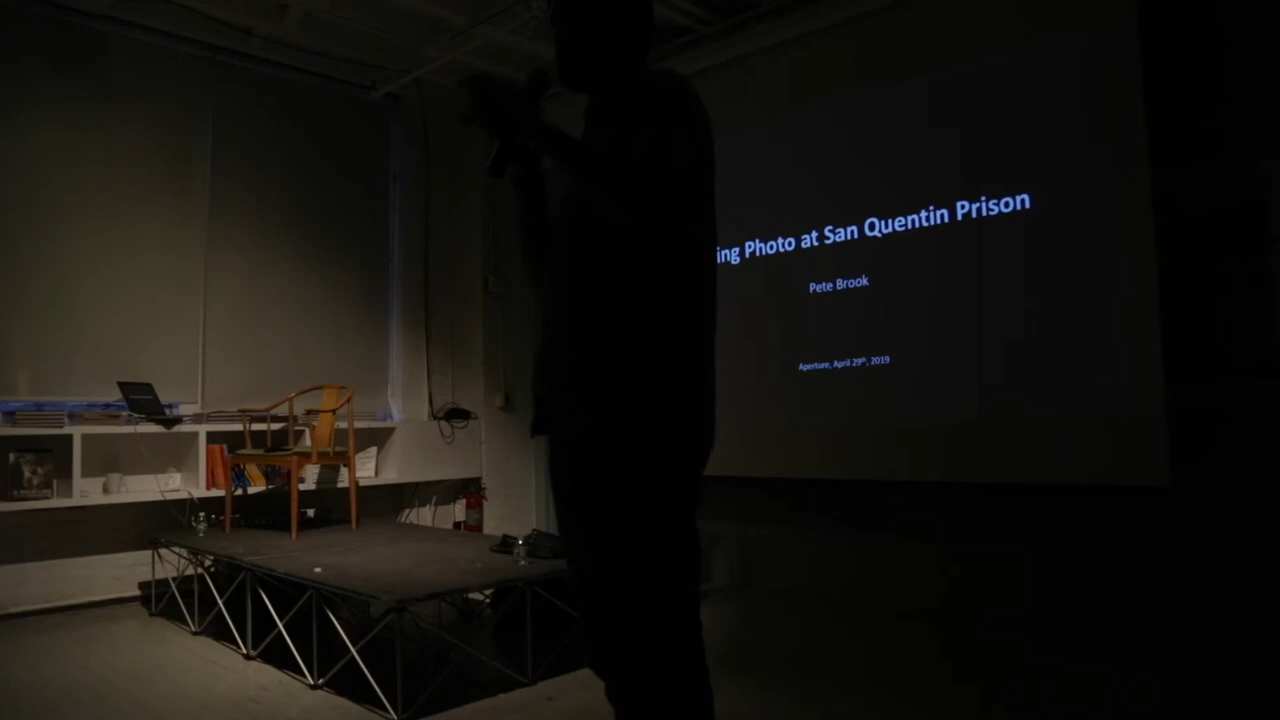 ing Photo at San Quentin Prison
Pete Brook
Aperture, April 29th, 2019